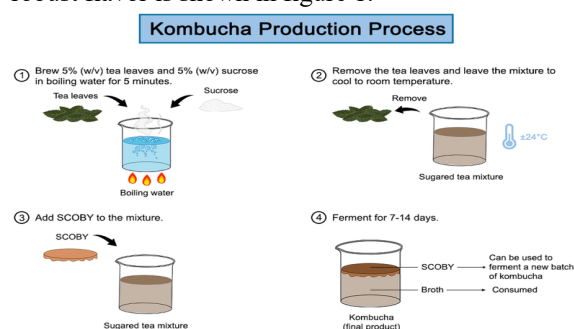 Kombucha Production Process
1 Brew 5% (w/v) tea leaves and 5% (w/v) sucrose
in boiling water for 5 minutes.
Tea leaves
Sucrose
Boiling water
2 Remove the tea leaves and leave the mixture to
cool to room temperature.
Remove
±24°C
Sugared tea mixture
3 Add SCOBY to the mixture.
SCOBY
Sugared tea mixture
4 Ferment for 7-14 days.
SCOBY
Can be used to
ferment a new batch
of kombucha
Broth
Consumed
Kombucha
(final product)